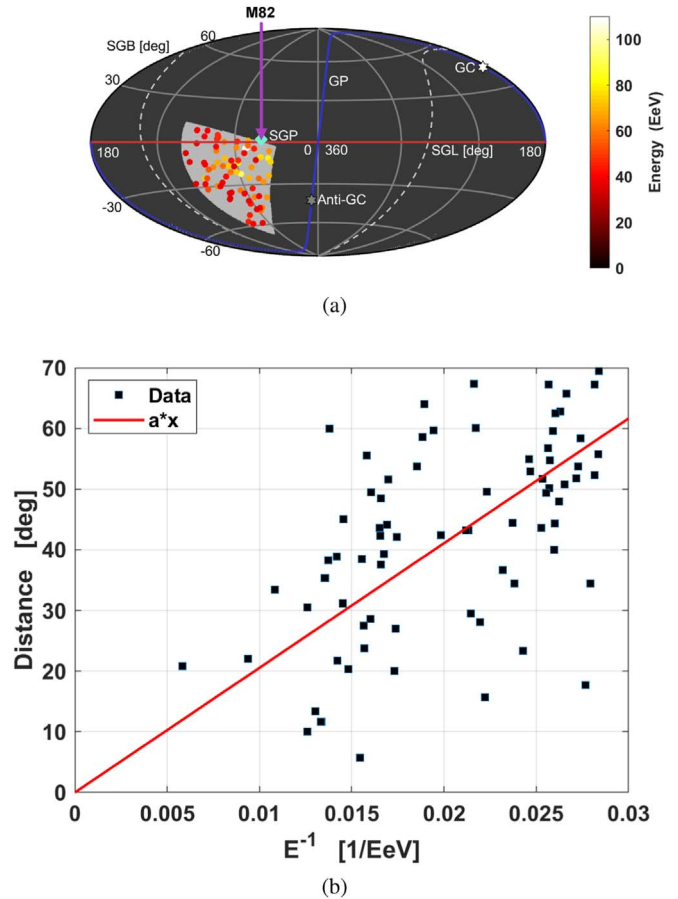 M82
SGB [deg]
60
30
GP
GC
SGP
180
0 360
SGL [deg]
180
-30
Anti-GC
-60
100
80
60
40
20
0
Energy (EeV)
(a)
Data
a*x
70
60
50
40
30
20
10
0
Distance [deg]
0
0.005
0.01
0.015
0.02
0.025
0.03
E⁻¹ [1/EeV]
(b)